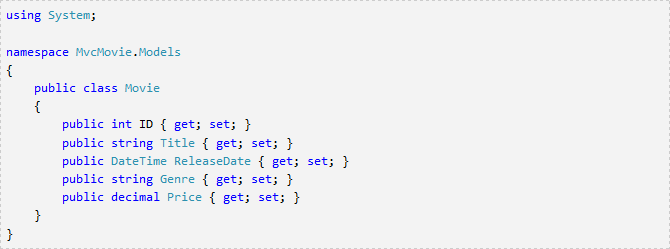 using System;

namespace MvcMovie.Models
{
    public class Movie
    {
        public int ID { get; set; }
        public string Title { get; set; }
        public DateTime ReleaseDate { get; set; }
        public string Genre { get; set; }
        public decimal Price { get; set; }
    }
}